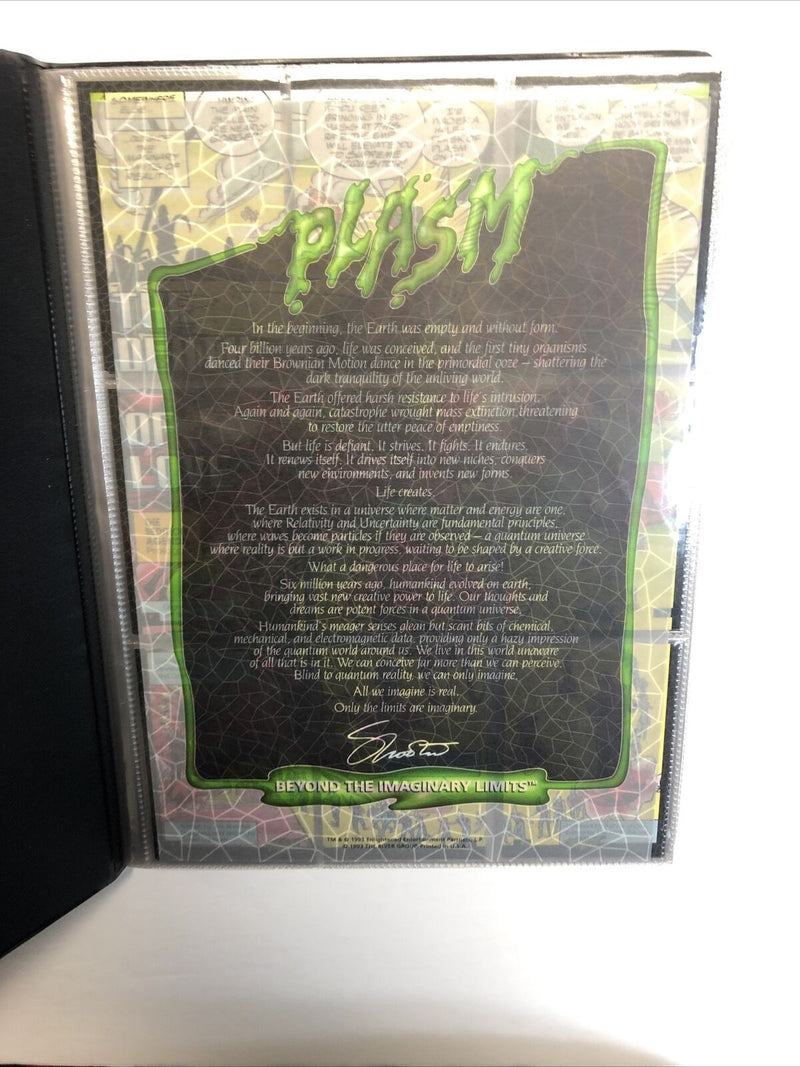 PLASM
In the beginning, the Earth was empty and without form.
Four billion years ago, life was conceived, and the first tiny organisms
danced their Brownian Motion dance in the primordial ooze – shattering the
dark tranquility of the unliving world.
The Earth offered harsh resistance to life's intrusion.
Again and again, catastrophe wrought mass extinction, threatening
to restore the utter peace of emptiness.
But life is defiant. It strives. It fights. It endures.
It renews itself. It drives itself into new niches, conquers
new environments, and invents new forms.
Life creates.
The Earth exists in a universe where matter and energy are one,
where Relativity and Uncertainty are fundamental principles,
where waves become particles if they are observed – a quantum universe
where reality is but a work in progress, waiting to be shaped by a creative force.
What a dangerous place for life to arise!
Six million years ago, humankind evolved on earth,
bringing vast new creative power to life. Our thoughts and
dreams are potent forces in a quantum universe.
Humankind's meager senses glean but scant bits of chemical,
mechanical, and electromagnetic data, providing only a hazy impression
of the quantum world around us. We live in this world unaware
of all that is in it. We can conceive far more than we can perceive.
Blind to quantum reality, we can only imagine.
All we imagine is real.
Only the limits are imaginary.
BEYOND THE IMAGINARY LIMITS™
TM & © 1993 Enlightened Entertainment Partners, L.P.
© 1993 THE RIVER GROUP Printed in U.S.A.